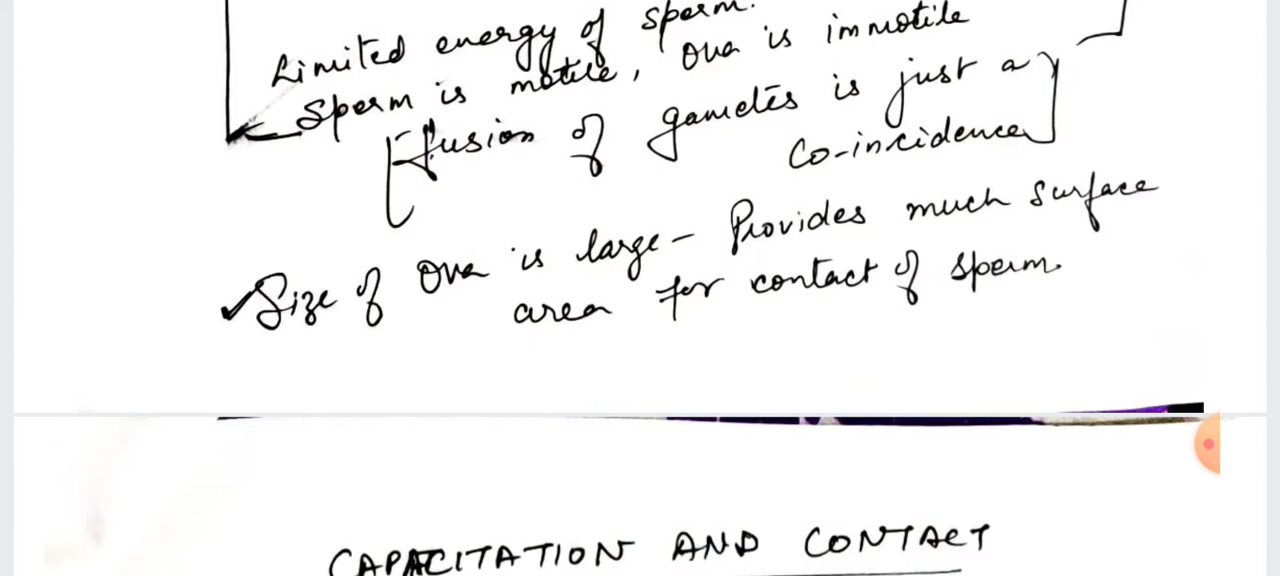 Limited energy of sperm.
Sperm is motile, Ova is immotile
[fusion of gametes is just a
Co-incidence]
✓Size of Ova is large - Provides much surface
area for contact of sperm.
CAPACITATION AND CONTACT